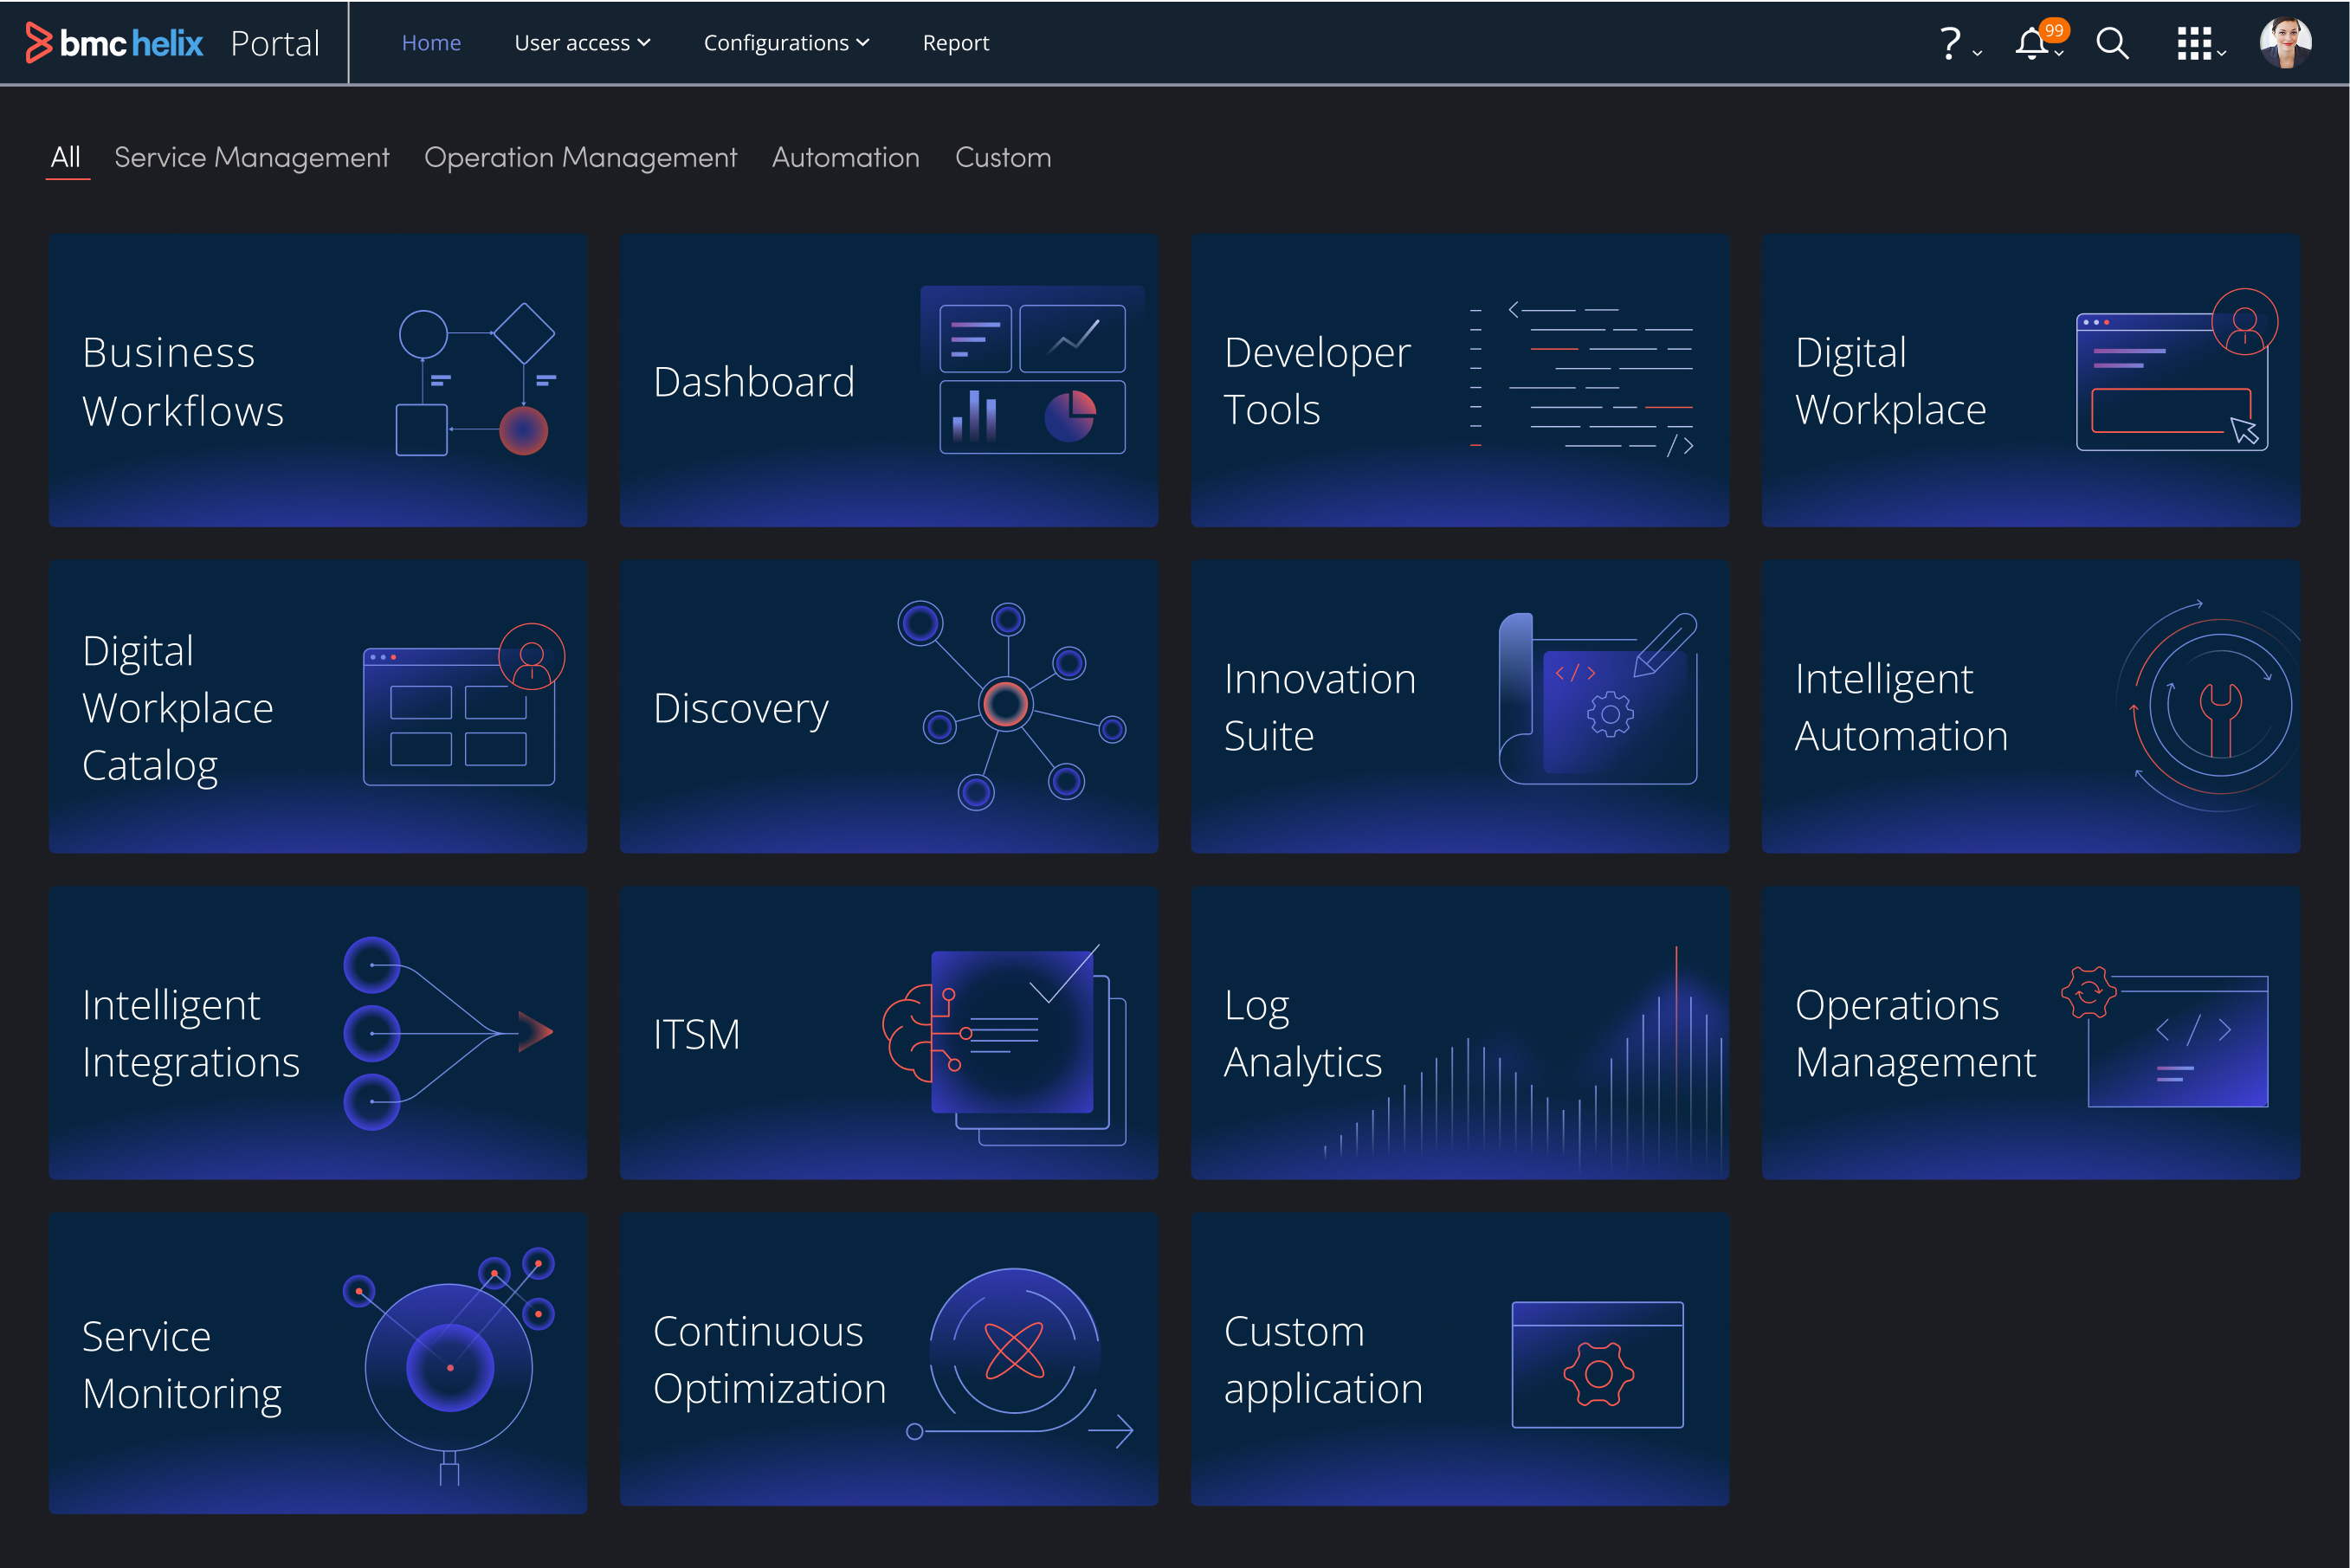 bmc helix Portal
Home User access Configurations Report
? 99
All Service Management Operation Management Automation Custom
Business
Workflows
Dashboard
Developer
Tools
</>
Digital
Workplace
Digital
Workplace
Catalog
Discovery
Innovation
Suite
</>
Intelligent
Automation
Intelligent
Integrations
ITSM
Log
Analytics
Operations
Management
</>
Service
Monitoring
Continuous
Optimization
Custom
application